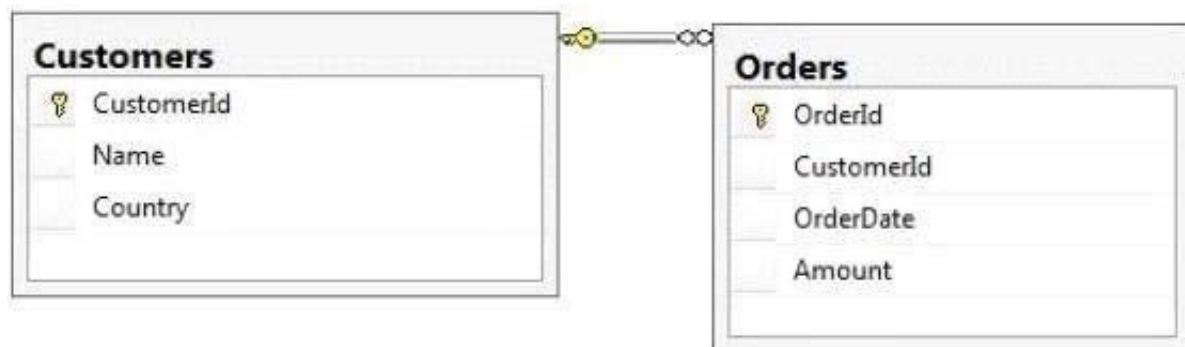 Customers
CustomerId
Name
Country
Orders
OrderId
CustomerId
OrderDate
Amount